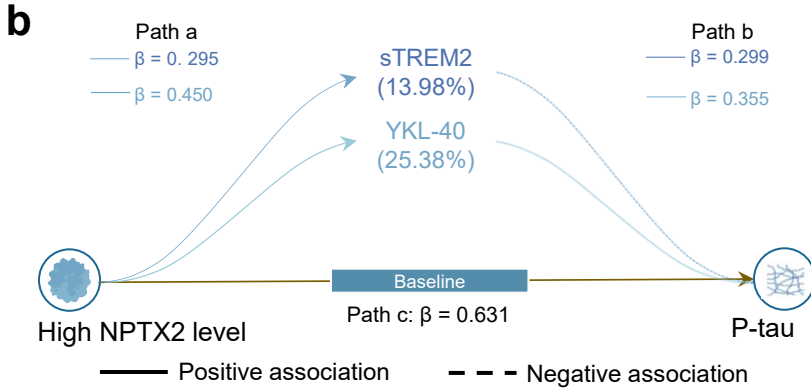 b
Path a
β = 0. 295
β = 0.450
sTREM2
(13.98%)
YKL-40
(25.38%)
Path b
β = 0.299
β = 0.355
Baseline
Path c: β = 0.631
High NPTX2 level
P-tau
Positive association
Negative association